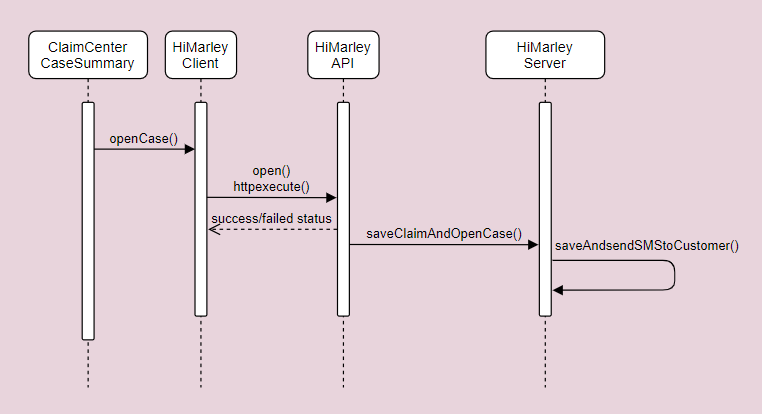 ClaimCenter
CaseSummary
HiMarley
Client
HiMarley
API
HiMarley
Server
openCase()
open()
httpexecute()
success/failed status
saveClaimAndOpenCase()
saveAndsendSMStoCustomer()